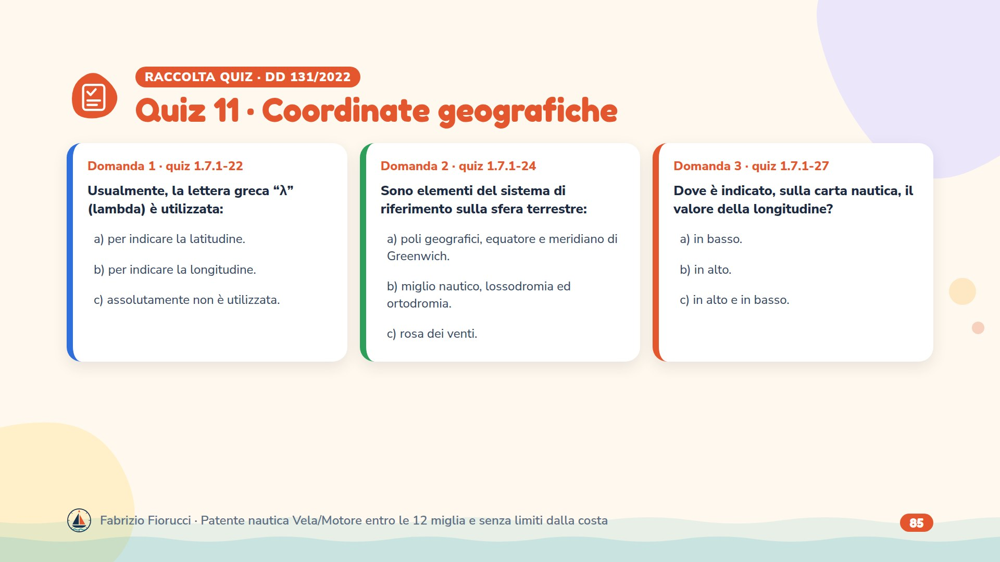 RACCOLTA QUIZ · DD 131/2022
Quiz 11 · Coordinate geografiche
Domanda 1 · quiz 1.7.1-22
Usualmente, la lettera greca “λ”
(lambda) è utilizzata:
a) per indicare la latitudine.
b) per indicare la longitudine.
c) assolutamente non è utilizzata.
Domanda 2 · quiz 1.7.1-24
Sono elementi del sistema di
riferimento sulla sfera terrestre:
a) poli geografici, equatore e meridiano di
Greenwich.
b) miglio nautico, lossodromia ed
ortodromia.
c) rosa dei venti.
Domanda 3 · quiz 1.7.1-27
Dove è indicato, sulla carta nautica, il
valore della longitudine?
a) in basso.
b) in alto.
c) in alto e in basso.
Fabrizio Fiorucci · Patente nautica Vela/Motore entro le 12 miglia e senza limiti dalla costa
85